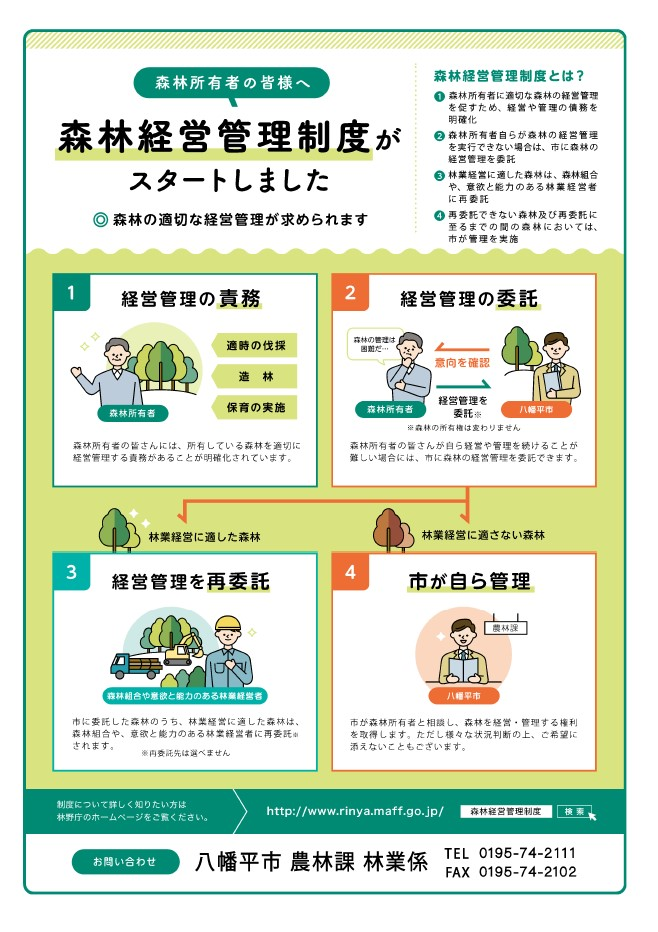 森林所有者の皆様へ
森林経営管理制度が
スタートしました
◎ 森林の適切な経営管理が求められます
森林経営管理制度とは？
1 森林所有者に適切な森林の経営管理
を促すため、経営や管理の債務を
明確化
2 森林所有者自らが森林の経営管理
を実行できない場合は、市に森林の
経営管理を委託
3 林業経営に適した森林は、森林組合
や、意欲と能力のある林業経営者
に再委託
4 再委託できない森林及び再委託に
至るまでの間の森林においては、
市が管理を実施
1 経営管理の責務
適時の伐採
造 林
保育の実施
森林所有者
森林所有者の皆さんには、所有している森林を適切に
経営管理する責務があることが明確化されています。
2 経営管理の委託
森林の管理は
困難だ…
意向を確認
経営管理を
委託※
森林所有者
八幡平市
※森林の所有権は変わりません
森林所有者の皆さんが自ら経営や管理を続けることが
難しい場合には、市に森林の経営管理を委託できます。
林業経営に適した森林
林業経営に適さない森林
3 経営管理を再委託
森林組合や意欲と能力のある林業経営者
市に委託した森林のうち、林業経営に適した森林は、
森林組合や、意欲と能力のある林業経営者に再委託※
されます。
※再委託先は選べません
4 市が自ら管理
農林課
八幡平市
市が森林所有者と相談し、森林を経営・管理する権利
を取得します。ただし様々な状況判断の上、ご希望に
添えないこともございます。
制度について詳しく知りたい方は
林野庁のホームページをご覧ください。
http://www.rinya.maff.go.jp/
森林経営管理制度
検 索
お問い合わせ
八幡平市 農林課 林業係
TEL 0195-74-2111
FAX 0195-74-2102